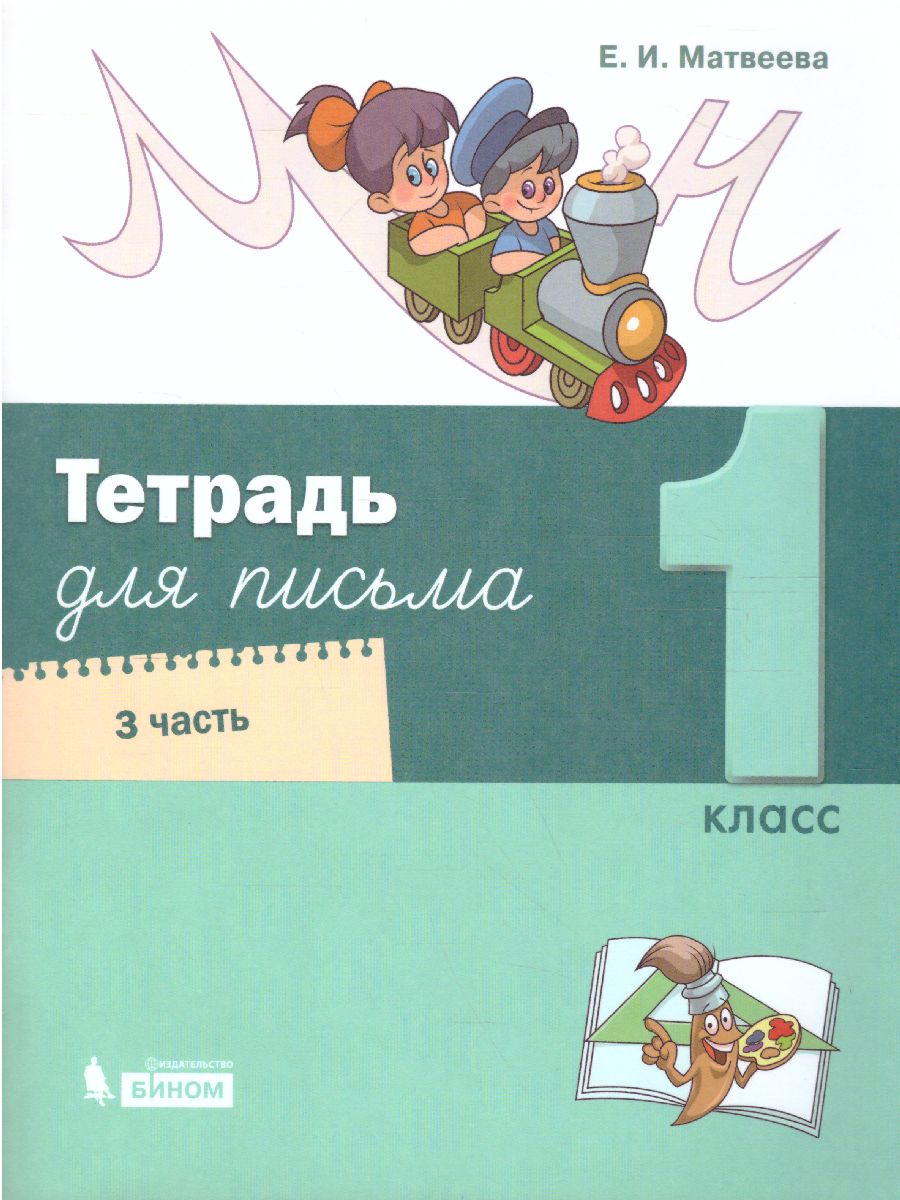 Е. И. Матвеева
М н
Тетрадь
для письма
3 часть
1
класс
ИЗДАТЕЛЬСТВО
БИНОМ